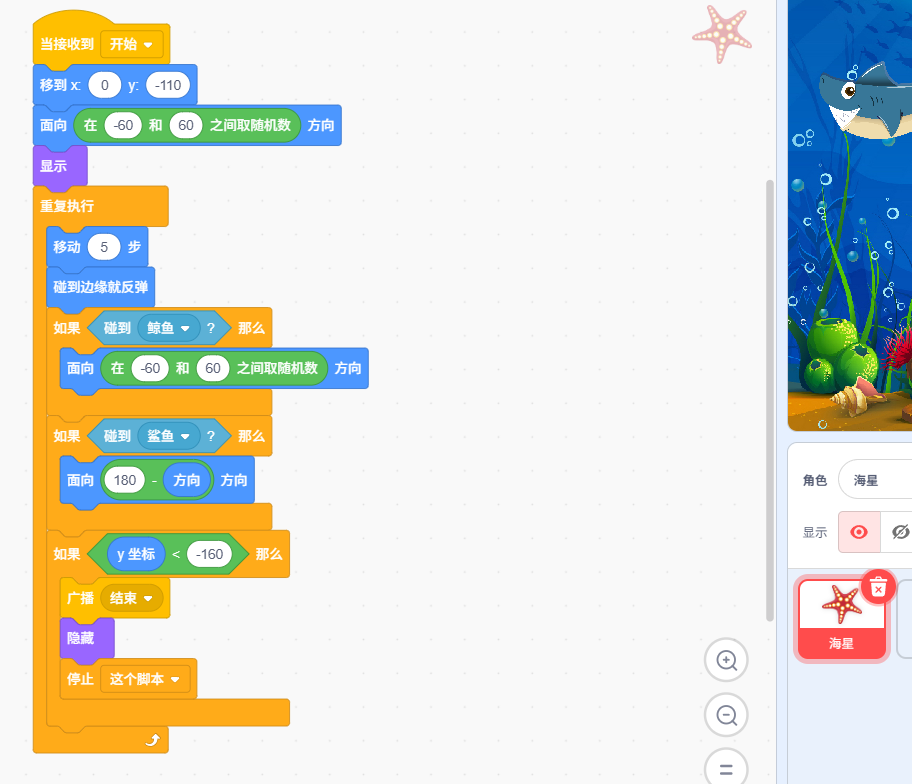 当接收到 开始
移到 x: 0 y: -110
面向 在 -60 和 60 之间取随机数 方向
显示
重复执行
移动 5 步
碰到边缘就反弹
如果 碰到 鲸鱼 ? 那么
面向 在 -60 和 60 之间取随机数 方向
如果 碰到 鲨鱼 ? 那么
面向 180 - 方向 方向
如果 y 坐标 < -160 那么
广播 结束
隐藏
停止 这个脚本
角色 海星
显示
海星